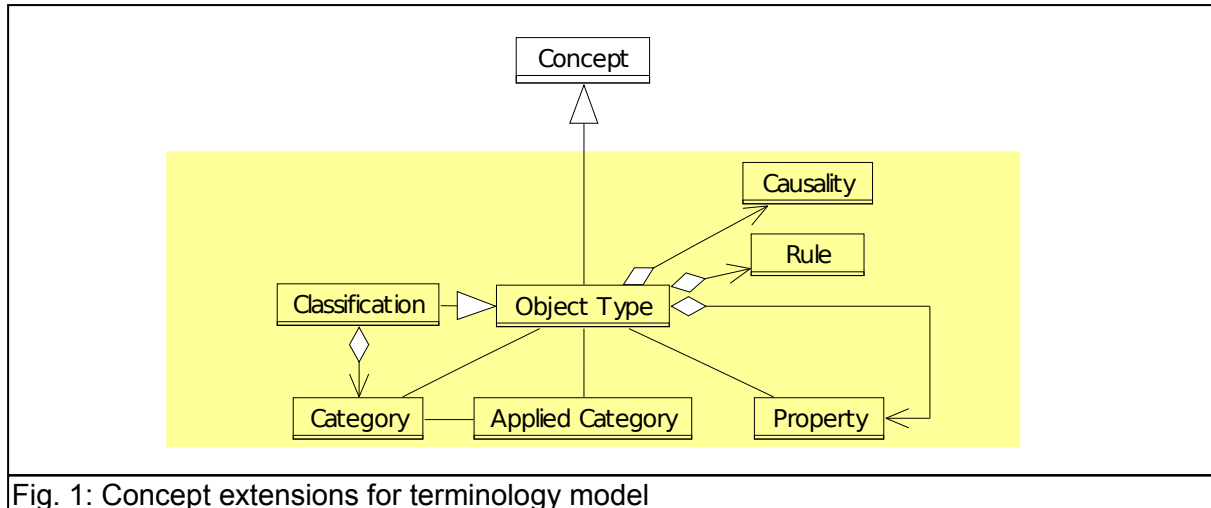 Concept
Causality
Rule
Classification
Object Type
Category
Applied Category
Property
Fig. 1: Concept extensions for terminology model